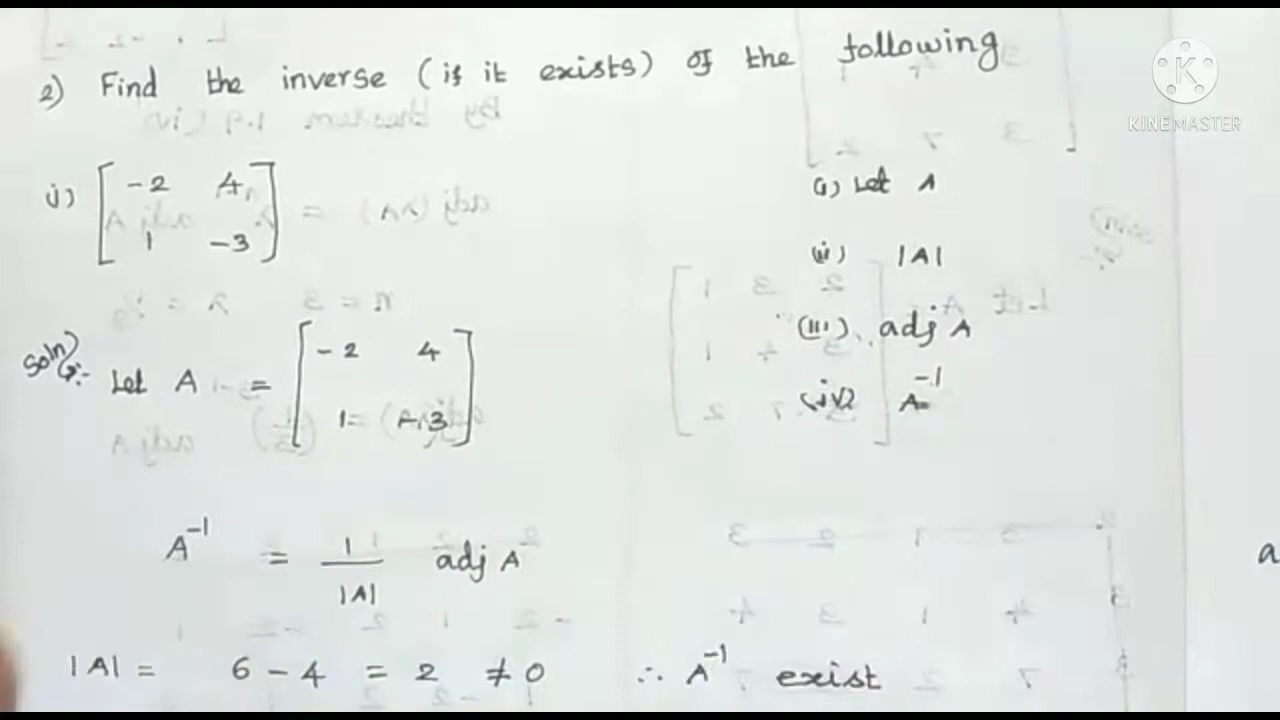 2) Find the inverse (if it exists) of the following
KINEMASTER
i) [ -2 4
1 -3 ]
(i) Let A
(ii) |A|
(iii) adj A
(iv) A⁻¹
Soln:-
Let A = [ -2 4
1 -3 ]
A⁻¹ = 1/|A| adj A
|A| = 6 - 4 = 2 ≠ 0 ∴ A⁻¹ exist